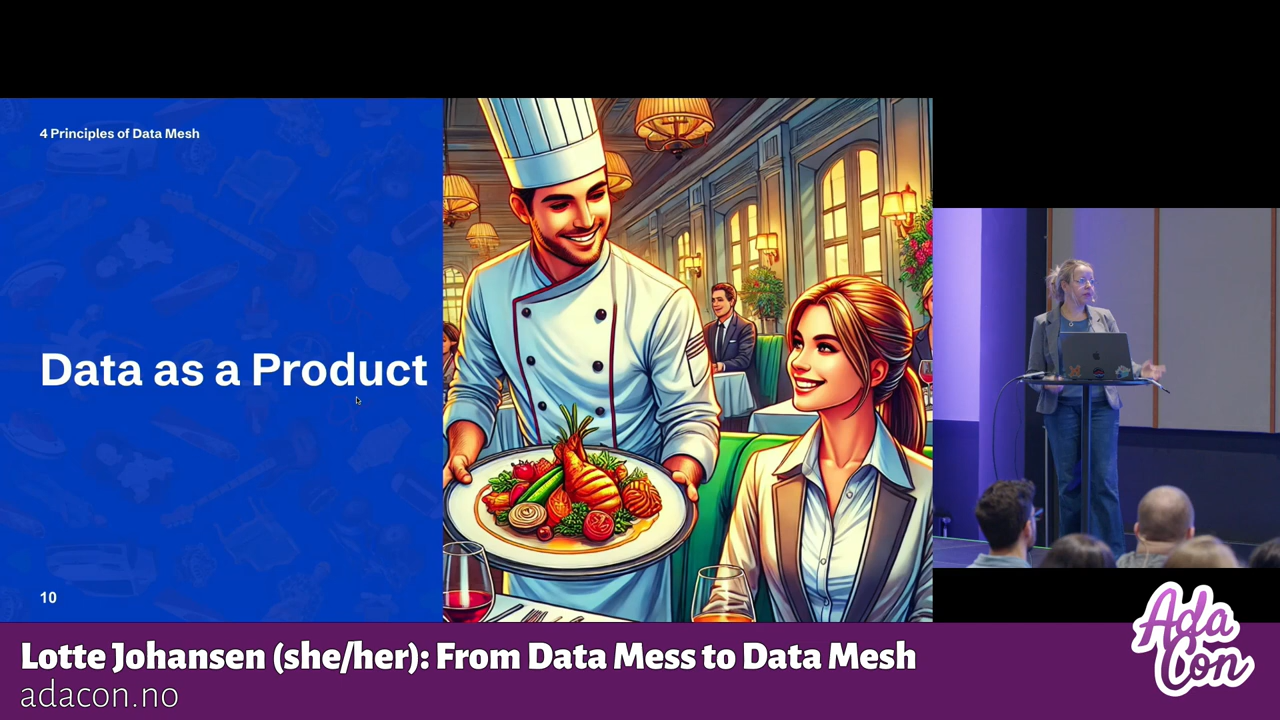 4 Principles of Data Mesh
Data as a Product
10
Lotte Johansen (she/her): From Data Mess to Data Mesh
adacon.no
Ada
Con